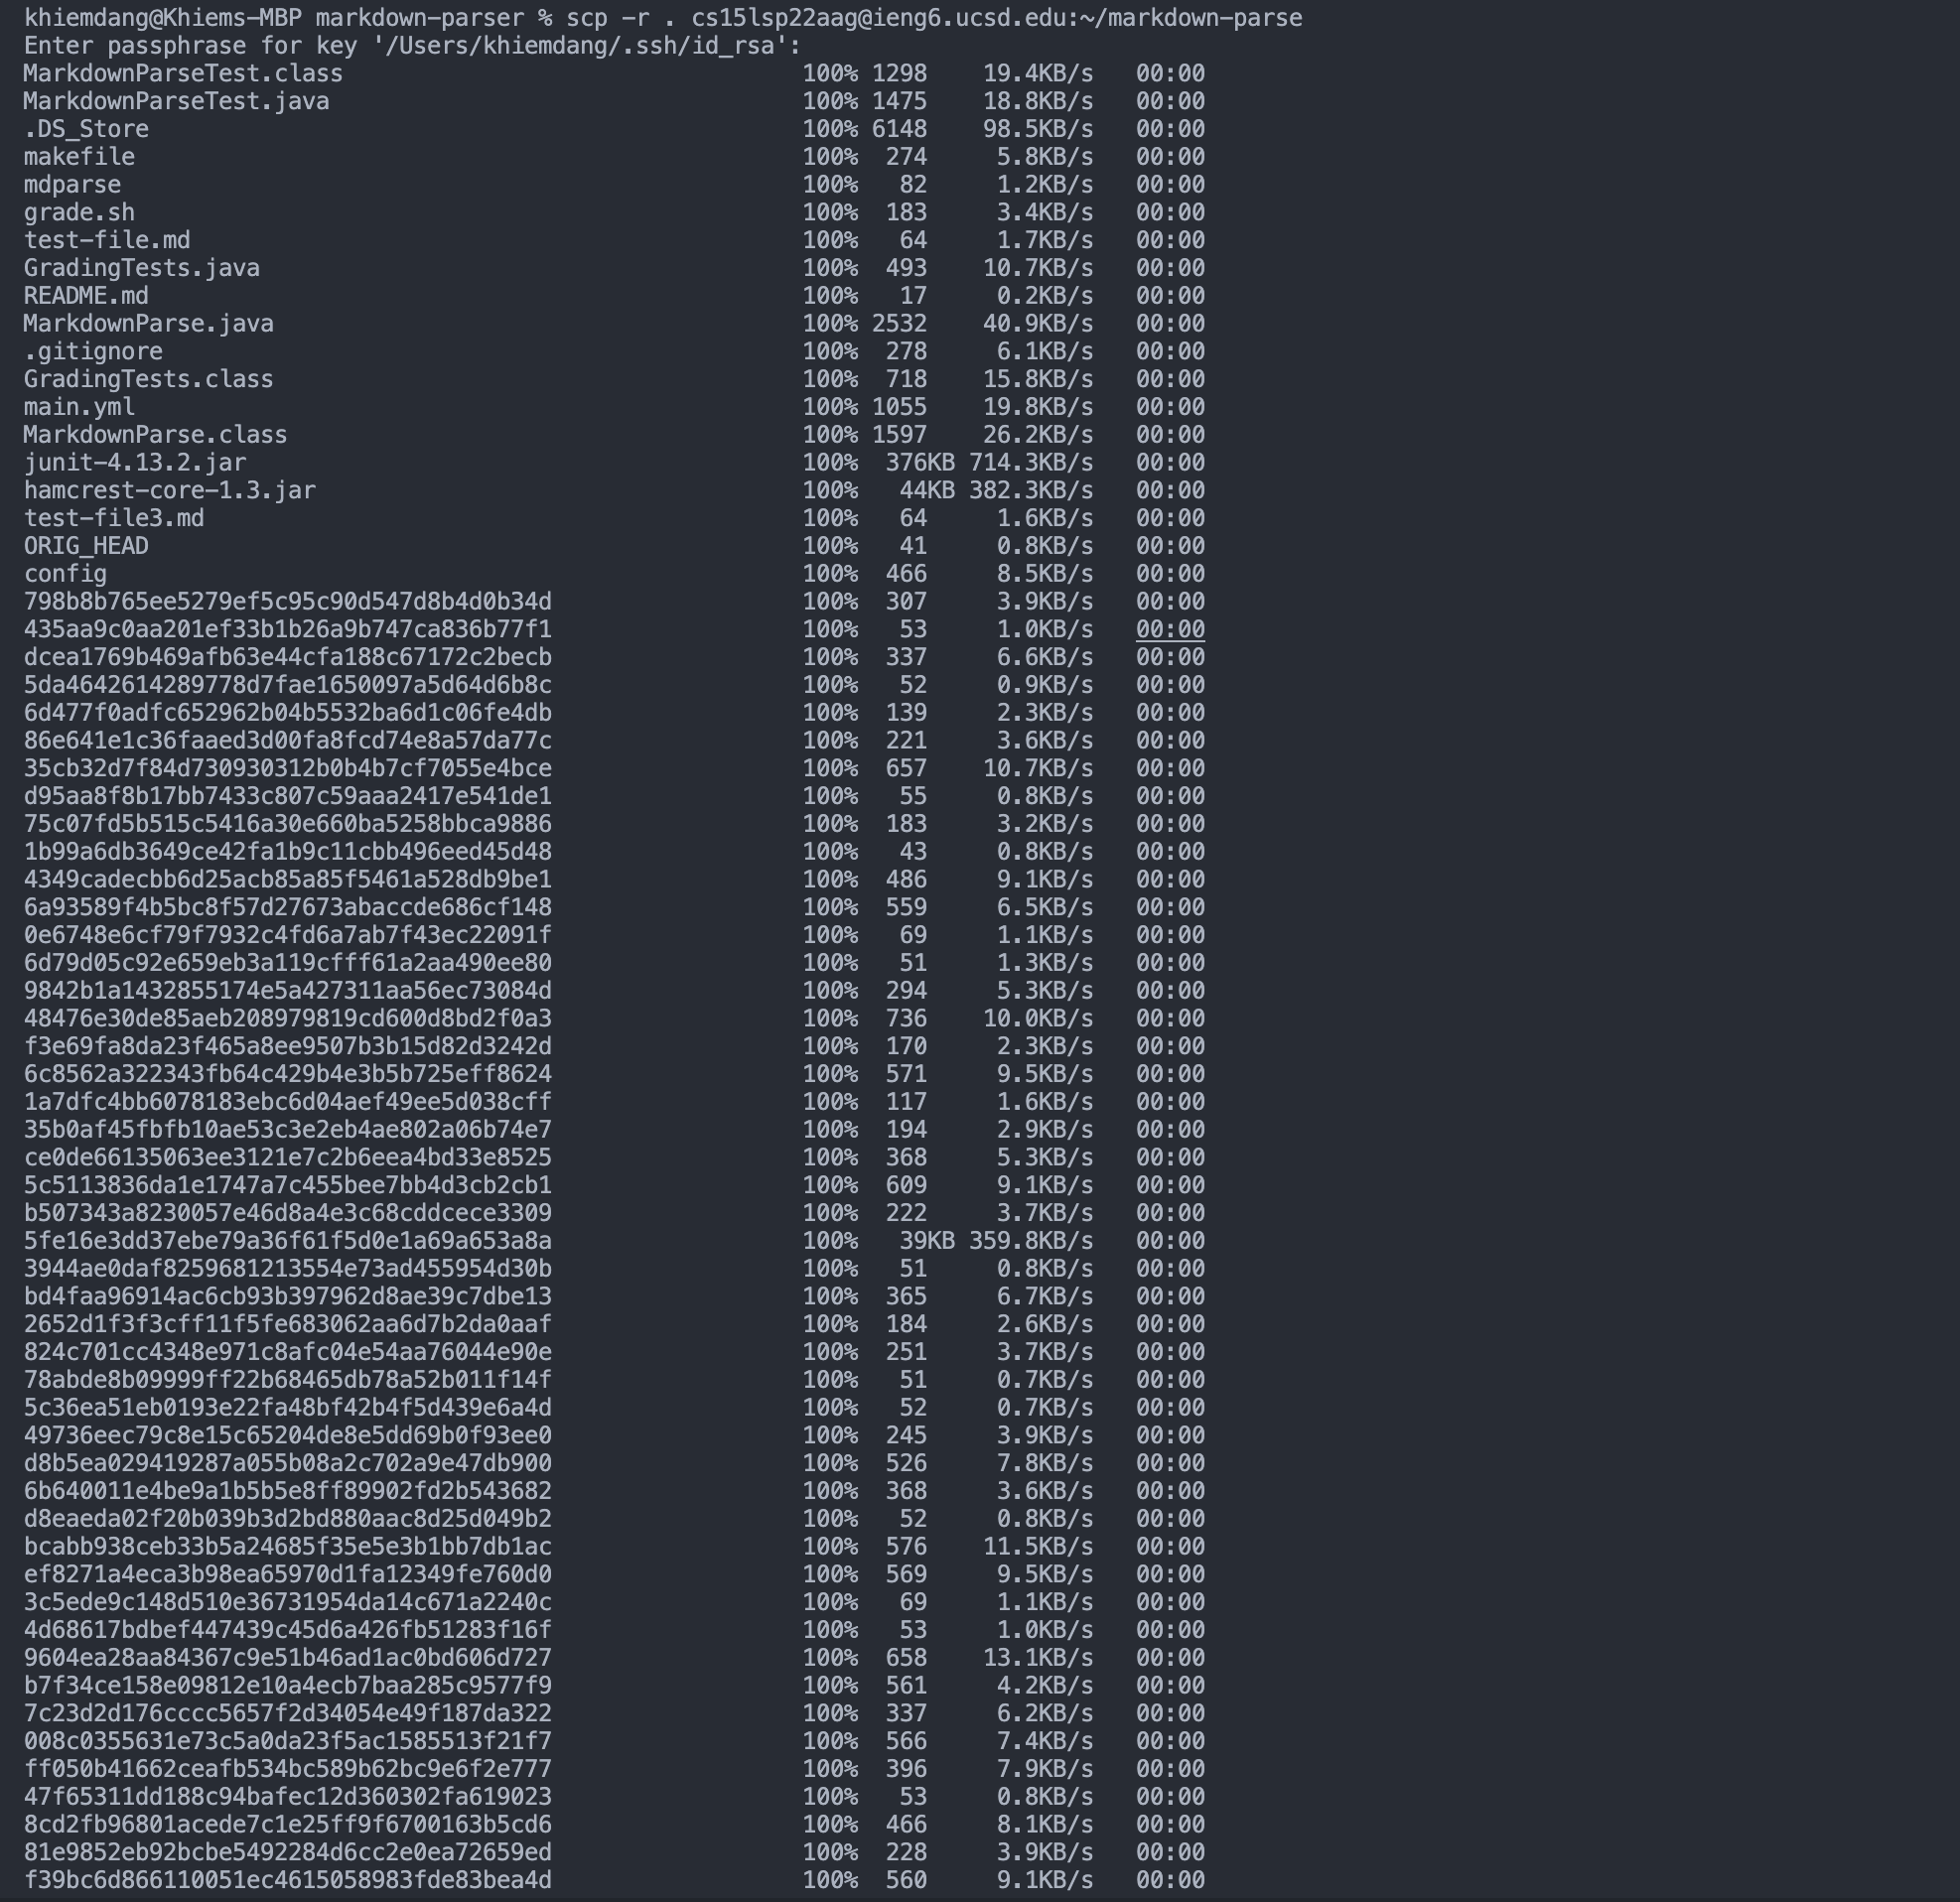 khiemdang@Khiems-MBP markdown-parser % scp -r . cs15lsp22aag@ieng6.ucsd.edu:~/markdown-parse
Enter passphrase for key '/Users/khiemdang/.ssh/id_rsa':
MarkdownParseTest.class 100% 1298 19.4KB/s 00:00
MarkdownParseTest.java 100% 1475 18.8KB/s 00:00
.DS_Store 100% 6148 98.5KB/s 00:00
makefile 100% 274 5.8KB/s 00:00
mdparse 100% 82 1.2KB/s 00:00
grade.sh 100% 183 3.4KB/s 00:00
test-file.md 100% 64 1.7KB/s 00:00
GradingTests.java 100% 493 10.7KB/s 00:00
README.md 100% 17 0.2KB/s 00:00
MarkdownParse.java 100% 2532 40.9KB/s 00:00
.gitignore 100% 278 6.1KB/s 00:00
GradingTests.class 100% 718 15.8KB/s 00:00
main.yml 100% 1055 19.8KB/s 00:00
MarkdownParse.class 100% 1597 26.2KB/s 00:00
junit-4.13.2.jar 100% 376KB 714.3KB/s 00:00
hamcrest-core-1.3.jar 100% 44KB 382.3KB/s 00:00
test-file3.md 100% 64 1.6KB/s 00:00
ORIG_HEAD 100% 41 0.8KB/s 00:00
config 100% 466 8.5KB/s 00:00
798b8b765ee5279ef5c95c90d547d8b4d0b34d 100% 307 3.9KB/s 00:00
435aa9c0aa201ef33b1b26a9b747ca836b77f1 100% 53 1.0KB/s 00:00
dcea1769b469afb63e44cfa188c67172c2becb 100% 337 6.6KB/s 00:00
5da4642614289778d7fae1650097a5d64d6b8c 100% 52 0.9KB/s 00:00
6d477f0adfc652962b04b5532ba6d1c06fe4db 100% 139 2.3KB/s 00:00
86e641e1c36faaed3d00fa8fcd74e8a57da77c 100% 221 3.6KB/s 00:00
35cb32d7f84d730930312b0b4b7cf7055e4bce 100% 657 10.7KB/s 00:00
d95aa8f8b17bb7433c807c59aaa2417e541de1 100% 55 0.8KB/s 00:00
75c07fd5b515c5416a30e660ba5258bbca9886 100% 183 3.2KB/s 00:00
1b99a6db3649ce42fa1b9c11cbb496eed45d48 100% 43 0.8KB/s 00:00
4349cadecbb6d25acb85a85f5461a528db9be1 100% 486 9.1KB/s 00:00
6a93589f4b5bc8f57d27673abaccde686cf148 100% 559 6.5KB/s 00:00
0e6748e6cf79f7932c4fd6a7ab7f43ec22091f 100% 69 1.1KB/s 00:00
6d79d05c92e659eb3a119cfff61a2aa490ee80 100% 51 1.3KB/s 00:00
9842b1a1432855174e5a427311aa56ec73084d 100% 294 5.3KB/s 00:00
48476e30de85aeb208979819cd600d8bd2f0a3 100% 736 10.0KB/s 00:00
f3e69fa8da23f465a8ee9507b3b15d82d3242d 100% 170 2.3KB/s 00:00
6c8562a322343fb64c429b4e3b5b725eff8624 100% 571 9.5KB/s 00:00
1a7dfc4bb6078183ebc6d04aef49ee5d038cff 100% 117 1.6KB/s 00:00
35b0af45fbfb10ae53c3e2eb4ae802a06b74e7 100% 194 2.9KB/s 00:00
ce0de66135063ee3121e7c2b6eea4bd33e8525 100% 368 5.3KB/s 00:00
5c5113836da1e1747a7c455bee7bb4d3cb2cb1 100% 609 9.1KB/s 00:00
b507343a8230057e46d8a4e3c68cddcece3309 100% 222 3.7KB/s 00:00
5fe16e3dd37ebe79a36f61f5d0e1a69a653a8a 100% 39KB 359.8KB/s 00:00
3944ae0daf8259681213554e73ad455954d30b 100% 51 0.8KB/s 00:00
bd4faa96914ac6cb93b397962d8ae39c7dbe13 100% 365 6.7KB/s 00:00
2652d1f3f3cff11f5fe683062aa6d7b2da0aaf 100% 184 2.6KB/s 00:00
824c701cc4348e971c8afc04e54aa76044e90e 100% 251 3.7KB/s 00:00
78abde8b09999ff22b68465db78a52b011f14f 100% 51 0.7KB/s 00:00
5c36ea51eb0193e22fa48bf42b4f5d439e6a4d 100% 52 0.7KB/s 00:00
49736eec79c8e15c65204de8e5dd69b0f93ee0 100% 245 3.9KB/s 00:00
d8b5ea029419287a055b08a2c702a9e47db900 100% 526 7.8KB/s 00:00
6b640011e4be9a1b5b5e8ff89902fd2b543682 100% 368 3.6KB/s 00:00
d8eaeda02f20b039b3d2bd880aac8d25d049b2 100% 52 0.8KB/s 00:00
bcabb938ceb33b5a24685f35e5e3b1bb7db1ac 100% 576 11.5KB/s 00:00
ef8271a4eca3b98ea65970d1fa12349fe760d0 100% 569 9.5KB/s 00:00
3c5ede9c148d510e36731954da14c671a2240c 100% 69 1.1KB/s 00:00
4d68617bdbef447439c45d6a426fb51283f16f 100% 53 1.0KB/s 00:00
9604ea28aa84367c9e51b46ad1ac0bd606d727 100% 658 13.1KB/s 00:00
b7f34ce158e09812e10a4ecb7baa285c9577f9 100% 561 4.2KB/s 00:00
7c23d2d176cccc5657f2d34054e49f187da322 100% 337 6.2KB/s 00:00
008c0355631e73c5a0da23f5ac1585513f21f7 100% 566 7.4KB/s 00:00
ff050b41662ceafb534bc589b62bc9e6f2e777 100% 396 7.9KB/s 00:00
47f65311dd188c94bafec12d360302fa619023 100% 53 0.8KB/s 00:00
8cd2fb96801acede7c1e25ff9f6700163b5cd6 100% 466 8.1KB/s 00:00
81e9852eb92bcbe5492284d6cc2e0ea72659ed 100% 228 3.9KB/s 00:00
f39bc6d866110051ec4615058983fde83bea4d 100% 560 9.1KB/s 00:00